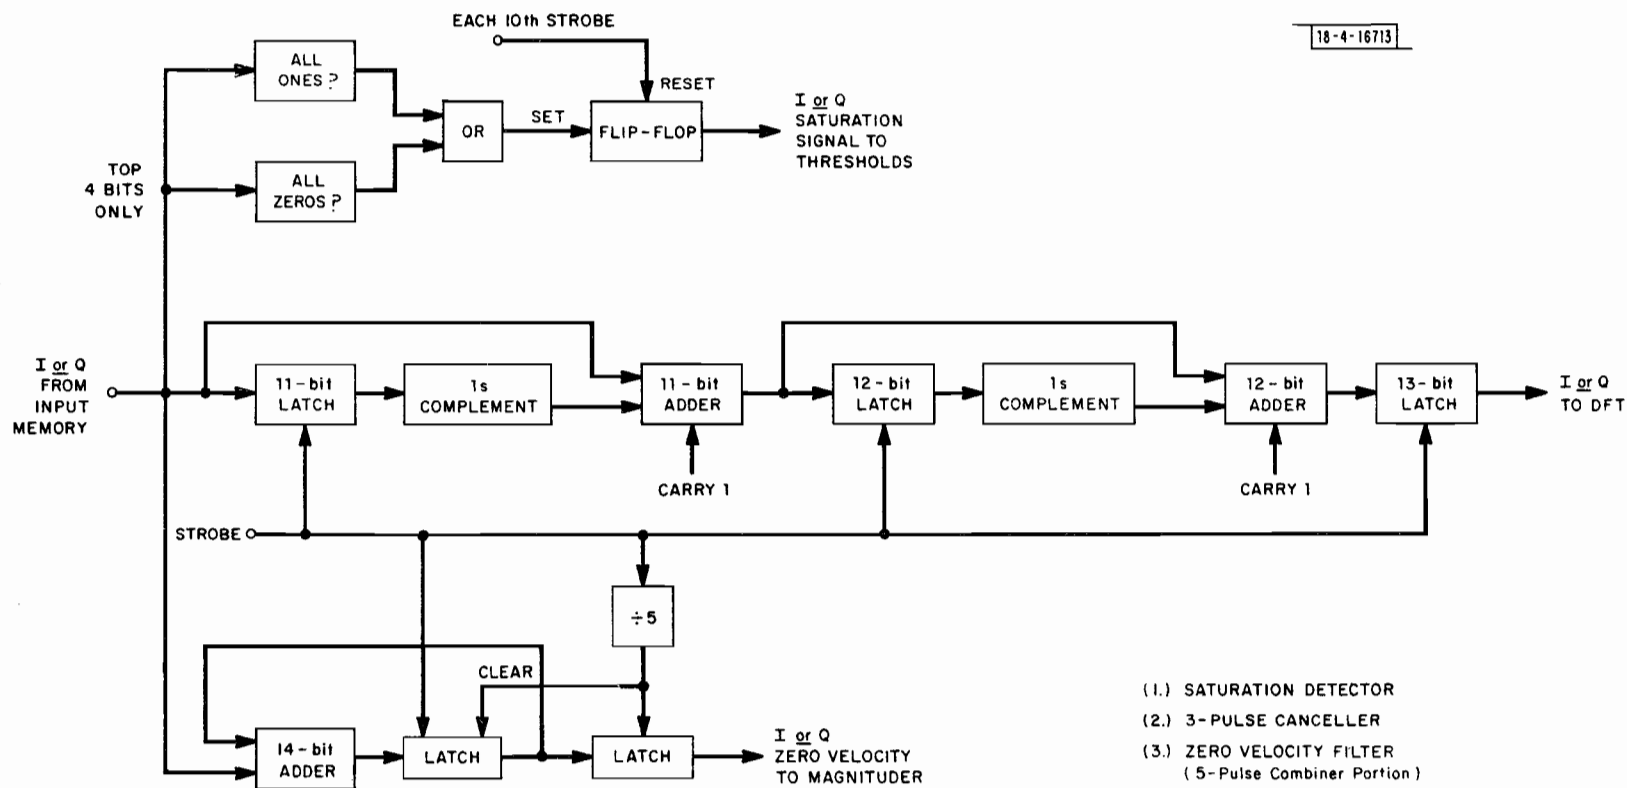 EACH 10th STROBE
18-4-16713
ALL
ONES?
RESET
I or Q
SATURATION
SIGNAL TO
THRESHOLDS
OR
SET
FLIP-FLOP
TOP
4 BITS
ONLY
ALL
ZEROS?
I or Q
FROM
INPUT
MEMORY
11-bit
LATCH
1s
COMPLEMENT
11-bit
ADDER
12-bit
LATCH
1s
COMPLEMENT
12-bit
ADDER
13-bit
LATCH
I or Q
TO DFT
CARRY 1
CARRY 1
STROBE
÷5
CLEAR
14-bit
ADDER
LATCH
LATCH
I or Q
ZERO VELOCITY
TO MAGNITUDER
(1.) SATURATION DETECTOR
(2.) 3-PULSE CANCELLER
(3.) ZERO VELOCITY FILTER
(5-Pulse Combiner Portion)